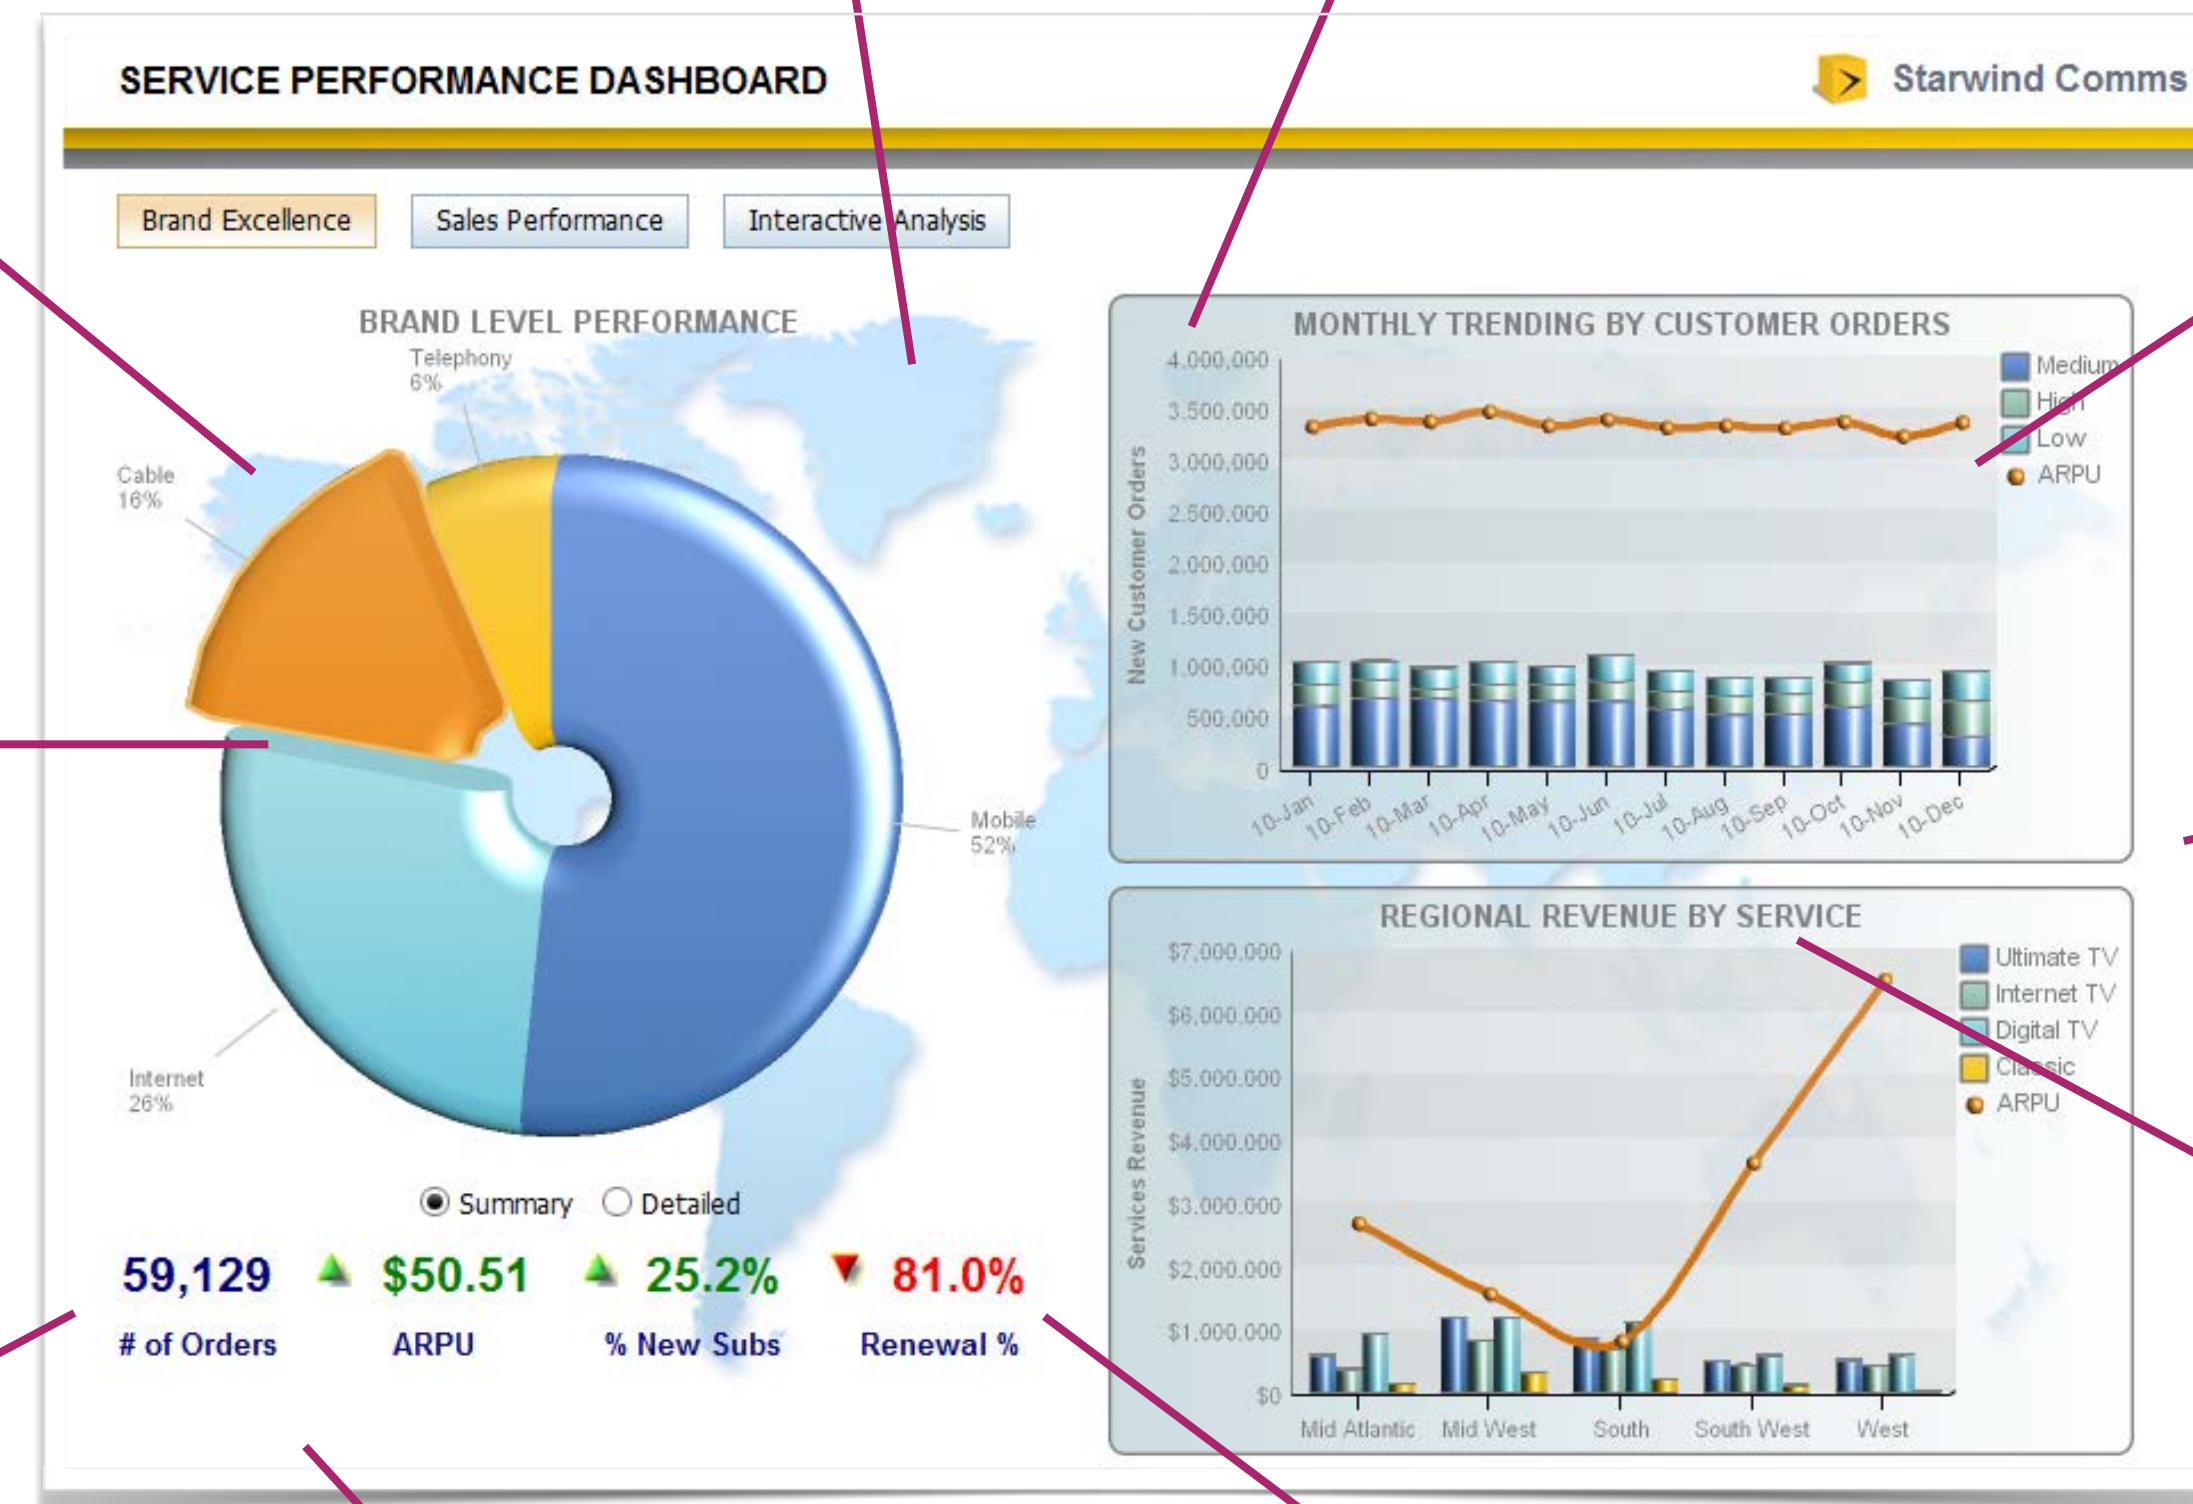 SERVICE PERFORMANCE DASHBOARD
Starwind Comms
Brand Excellence
Sales Performance
Interactive Analysis
BRAND LEVEL PERFORMANCE
Telephony
6%
Cable
16%
Mobile
52%
Internet
26%
Summary
Detailed
59,129
$50.51
25.2%
81.0%
# of Orders
ARPU
% New Subs
Renewal %
MONTHLY TRENDING BY CUSTOMER ORDERS
New Customer Orders
4,000,000
3,500,000
3,000,000
2,500,000
2,000,000
1,500,000
1,000,000
500,000
0
10-Jan
10-Feb
10-Mar
10-Apr
10-May
10-Jun
10-Jul
10-Aug
10-Sep
10-Oct
10-Nov
10-Dec
Medium
High
Low
ARPU
REGIONAL REVENUE BY SERVICE
Services Revenue
$7,000,000
$6,000,000
$5,000,000
$4,000,000
$3,000,000
$2,000,000
$1,000,000
$0
Mid Atlantic
Mid West
South
South West
West
Ultimate TV
Internet TV
Digital TV
Classic
ARPU